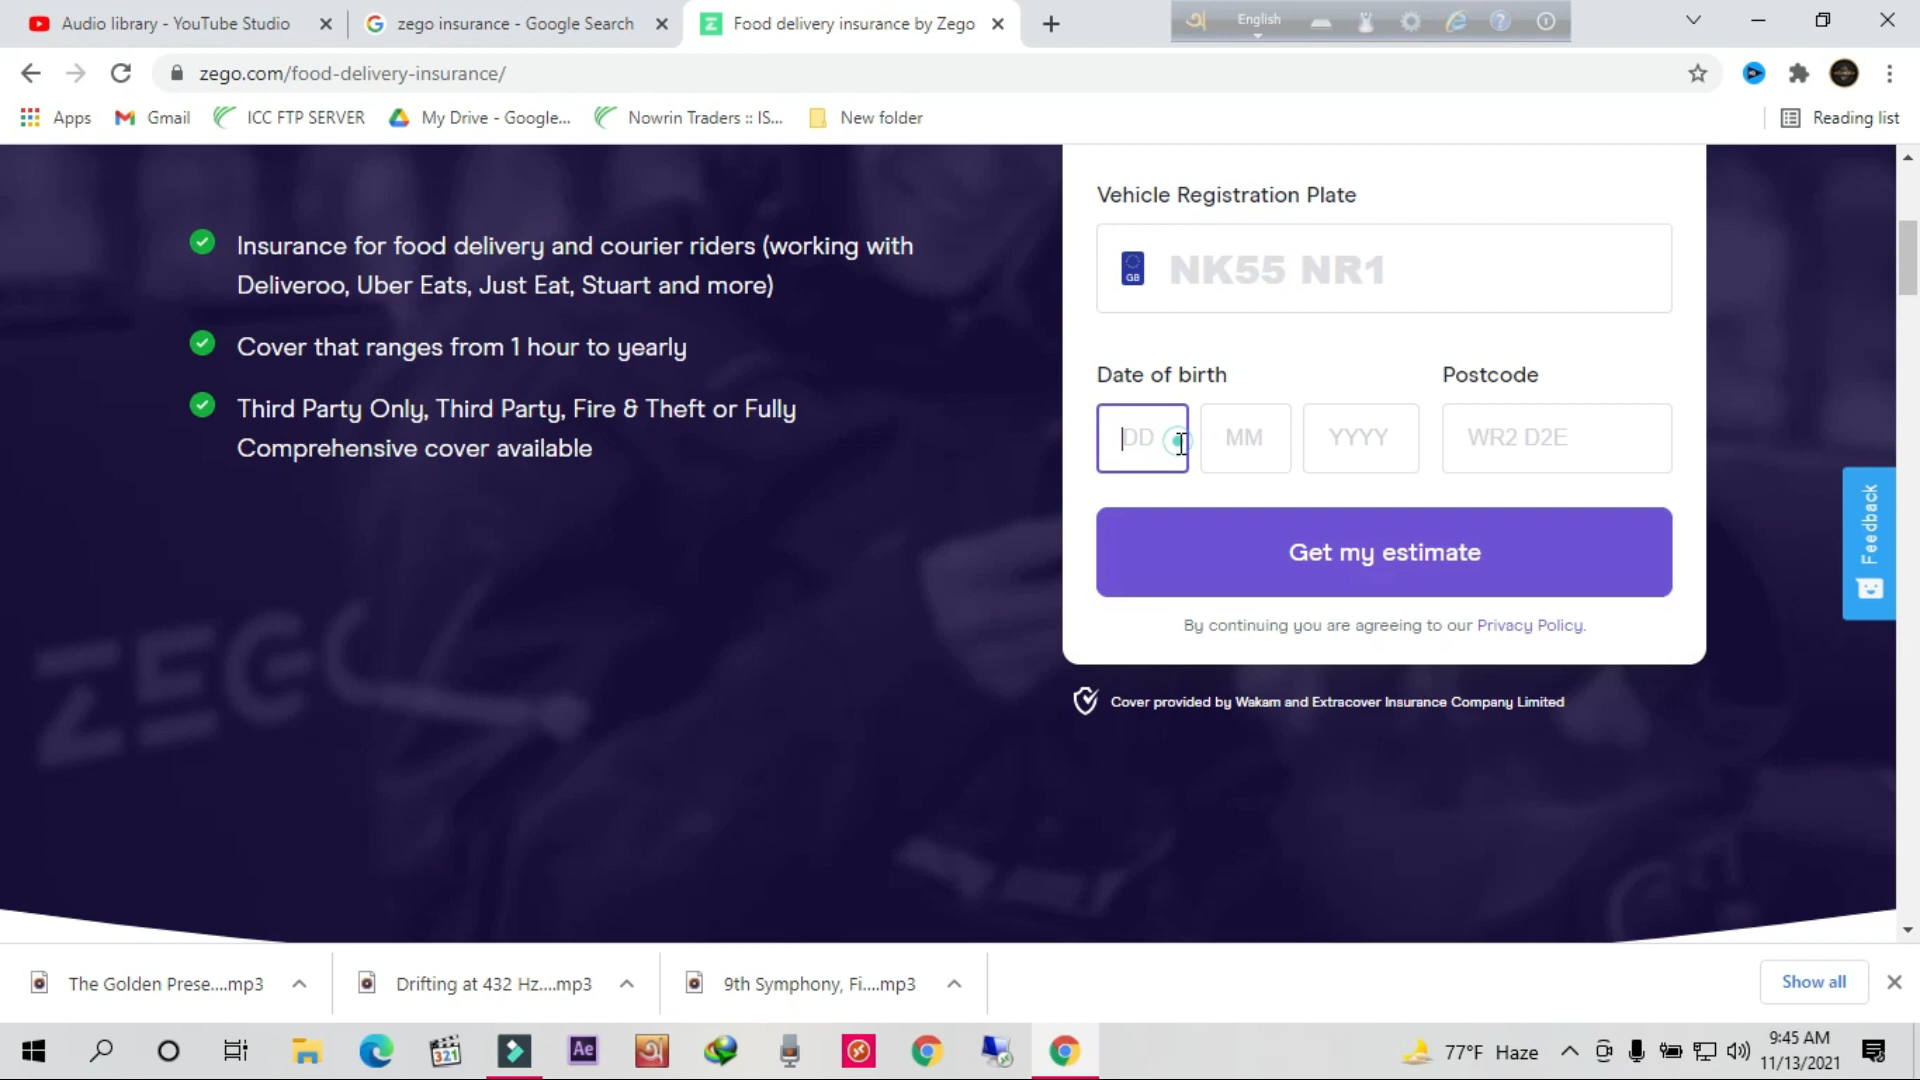 Audio library - YouTube Studio
zego insurance - Google Search
Food delivery insurance by Zego
English
zego.com/food-delivery-insurance/
Apps
Gmail
ICC FTP SERVER
My Drive - Google...
Nowrin Traders :: IS...
New folder
Reading list
Insurance for food delivery and courier riders (working with
Deliveroo, Uber Eats, Just Eat, Stuart and more)
Cover that ranges from 1 hour to yearly
Third Party Only, Third Party, Fire & Theft or Fully
Comprehensive cover available
ZEGO
Vehicle Registration Plate
GB
NK55 NR1
Date of birth
Postcode
DD
MM
YYYY
WR2 D2E
Get my estimate
By continuing you are agreeing to our Privacy Policy.
Cover provided by Wakam and Extracover Insurance Company Limited
Feedback
The Golden Prese....mp3
Drifting at 432 Hz....mp3
9th Symphony, Fi....mp3
Show all
321
Ae
77°F Haze
9:45 AM
11/13/2021